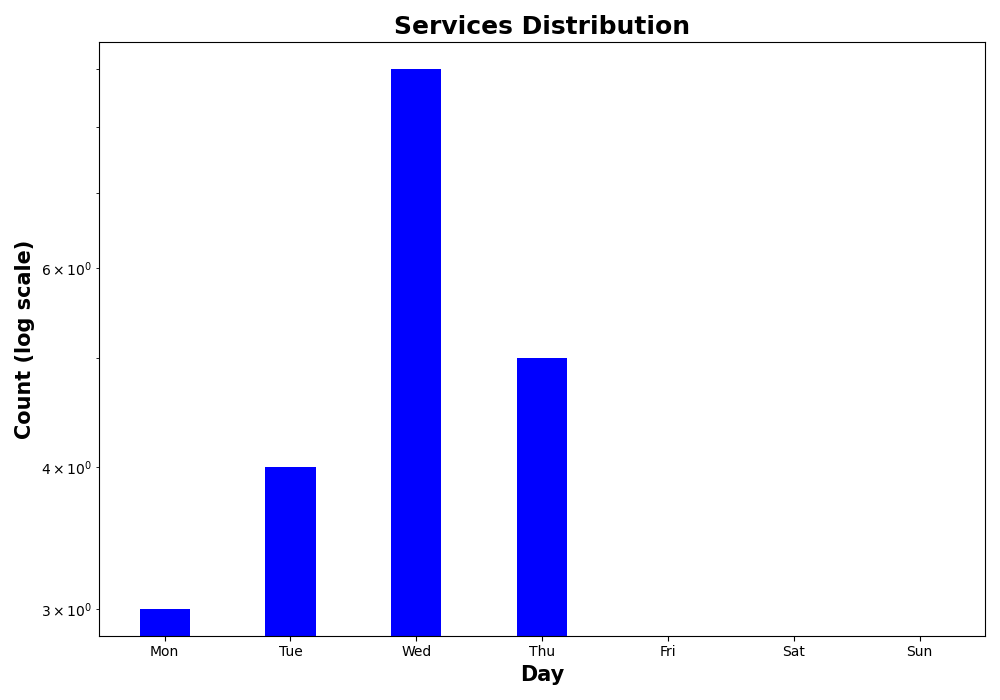 Services Distribution
Count (log scale)
6 × 10⁰
4 × 10⁰
3 × 10⁰
Mon Tue Wed Thu Fri Sat Sun
Day